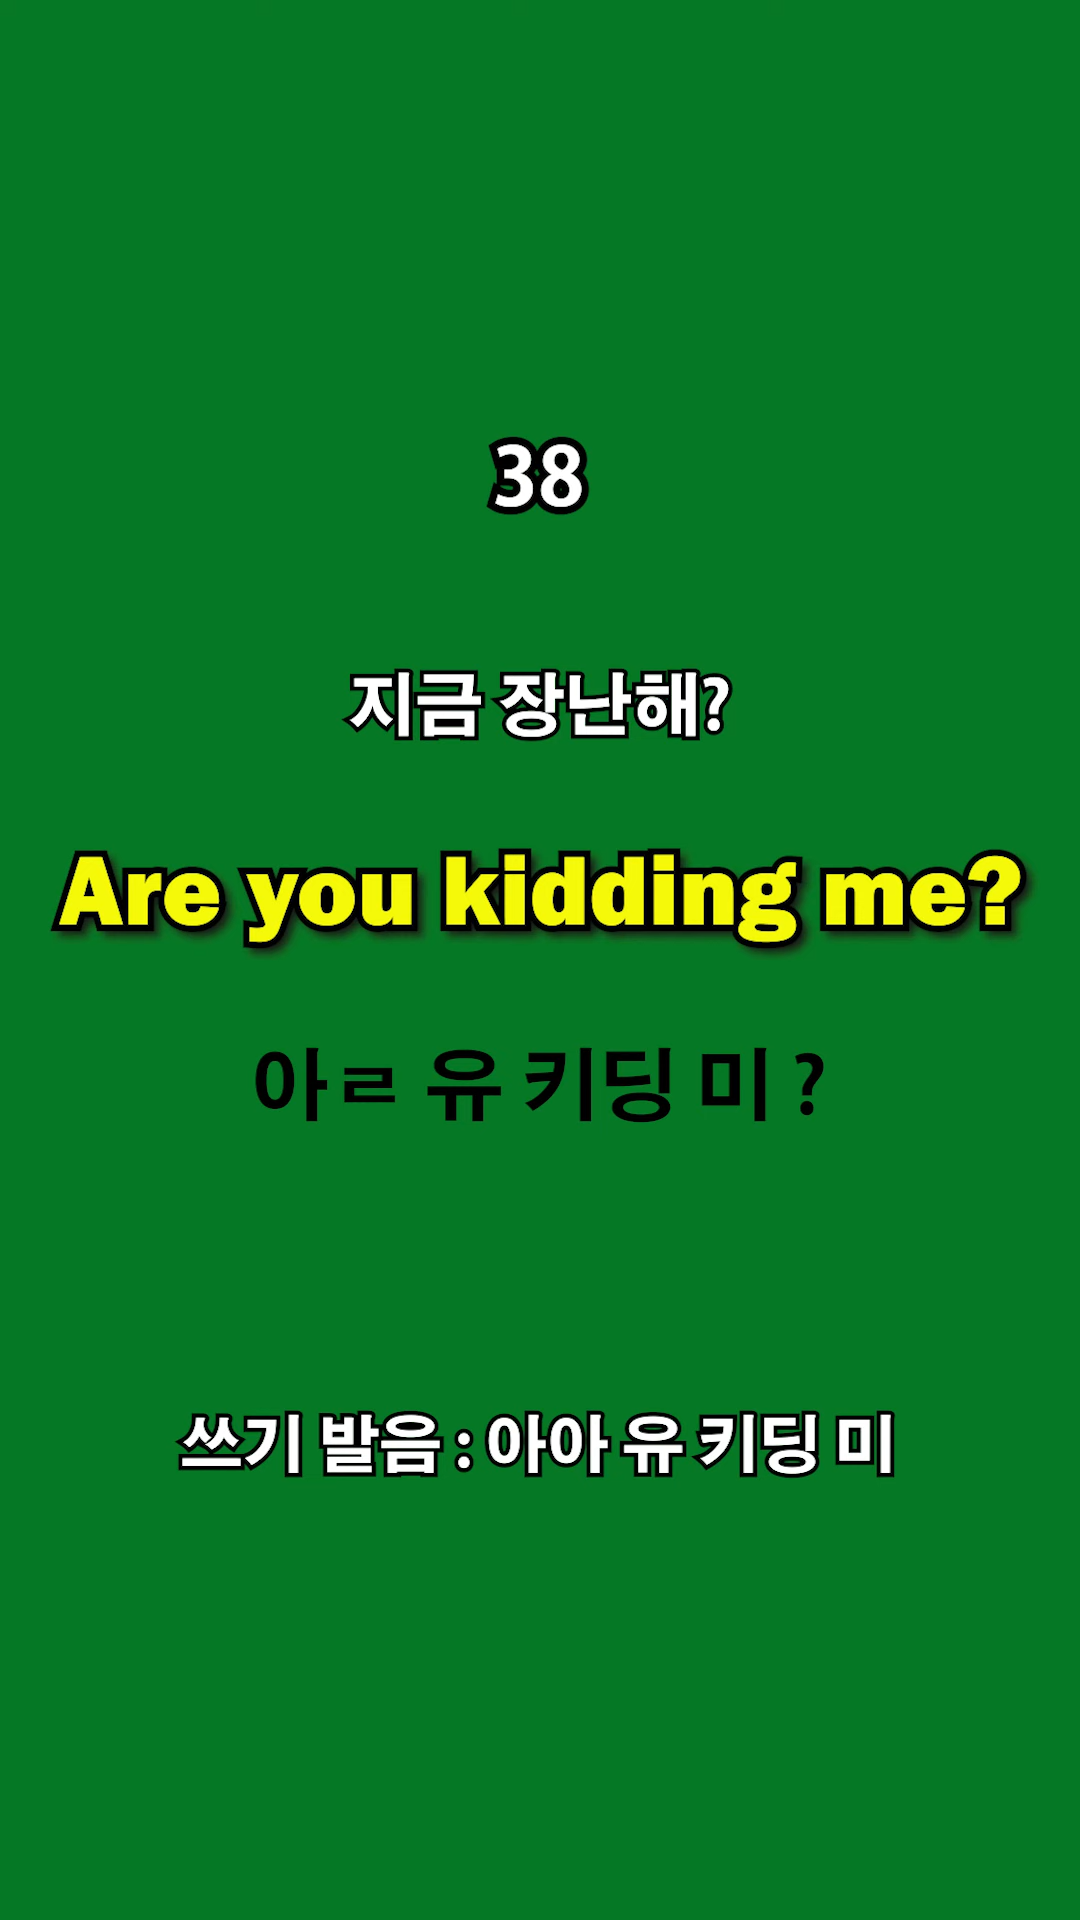 38
지금 장난해?
Are you kidding me?
아ㄹ 유 키딩 미 ?
쓰기 발음 : 아아 유 키딩 미